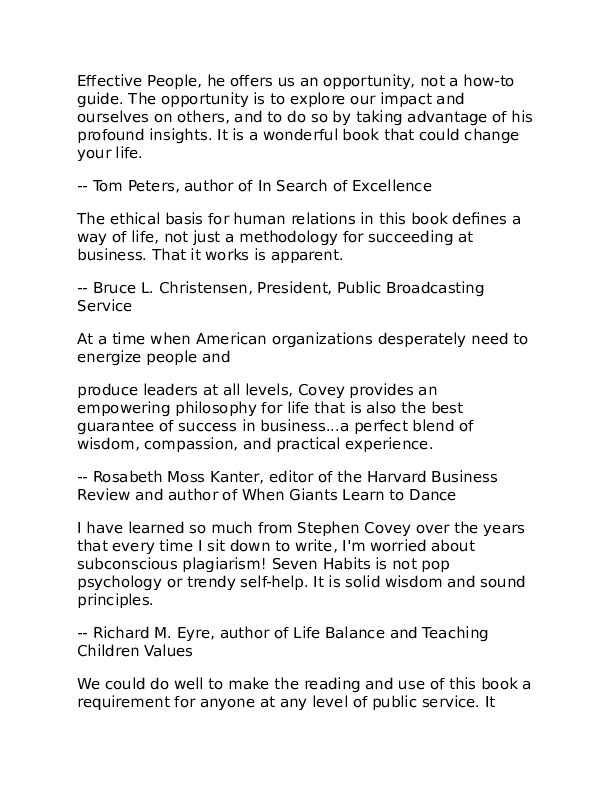 Effective People, he offers us an opportunity, not a how-to
guide. The opportunity is to explore our impact and
ourselves on others, and to do so by taking advantage of his
profound insights. It is a wonderful book that could change
your life.
-- Tom Peters, author of In Search of Excellence
The ethical basis for human relations in this book defines a
way of life, not just a methodology for succeeding at
business. That it works is apparent.
-- Bruce L. Christensen, President, Public Broadcasting
Service
At a time when American organizations desperately need to
energize people and
produce leaders at all levels, Covey provides an
empowering philosophy for life that is also the best
guarantee of success in business...a perfect blend of
wisdom, compassion, and practical experience.
-- Rosabeth Moss Kanter, editor of the Harvard Business
Review and author of When Giants Learn to Dance
I have learned so much from Stephen Covey over the years
that every time I sit down to write, I'm worried about
subconscious plagiarism! Seven Habits is not pop
psychology or trendy self-help. It is solid wisdom and sound
principles.
-- Richard M. Eyre, author of Life Balance and Teaching
Children Values
We could do well to make the reading and use of this book a
requirement for anyone at any level of public service. It